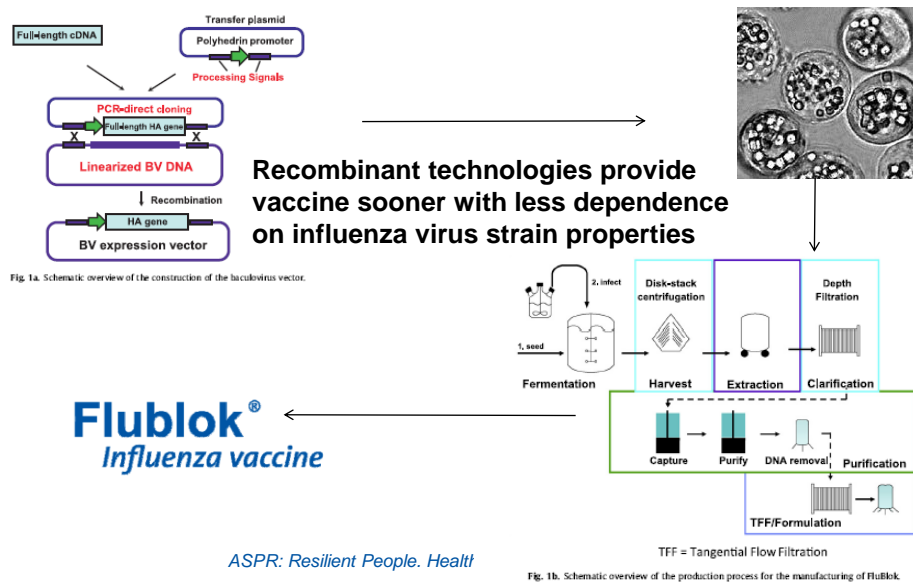 Full-length cDNA
Transfer plasmid
Polyhedrin promoter
Processing Signals
PCR-direct cloning
Full-length HA gene
X
X
Linearized BV DNA
Recombination
HA gene
BV expression vector
Fig. 1a. Schematic overview of the construction of the baculovirus vector.
Recombinant technologies provide
vaccine sooner with less dependence
on influenza virus strain properties
2, infect
1, seed
Fermentation
Disk-stack
centrifugation
Harvest
Extraction
Depth
Filtration
Clarification
Capture
Purify
DNA removal
Purification
TFF/Formulation
TFF = Tangential Flow Filtration
Fig. 1b. Schematic overview of the production process for the manufacturing of FluBlok.
Flublok®
Influenza vaccine
ASPR: Resilient People. Healt